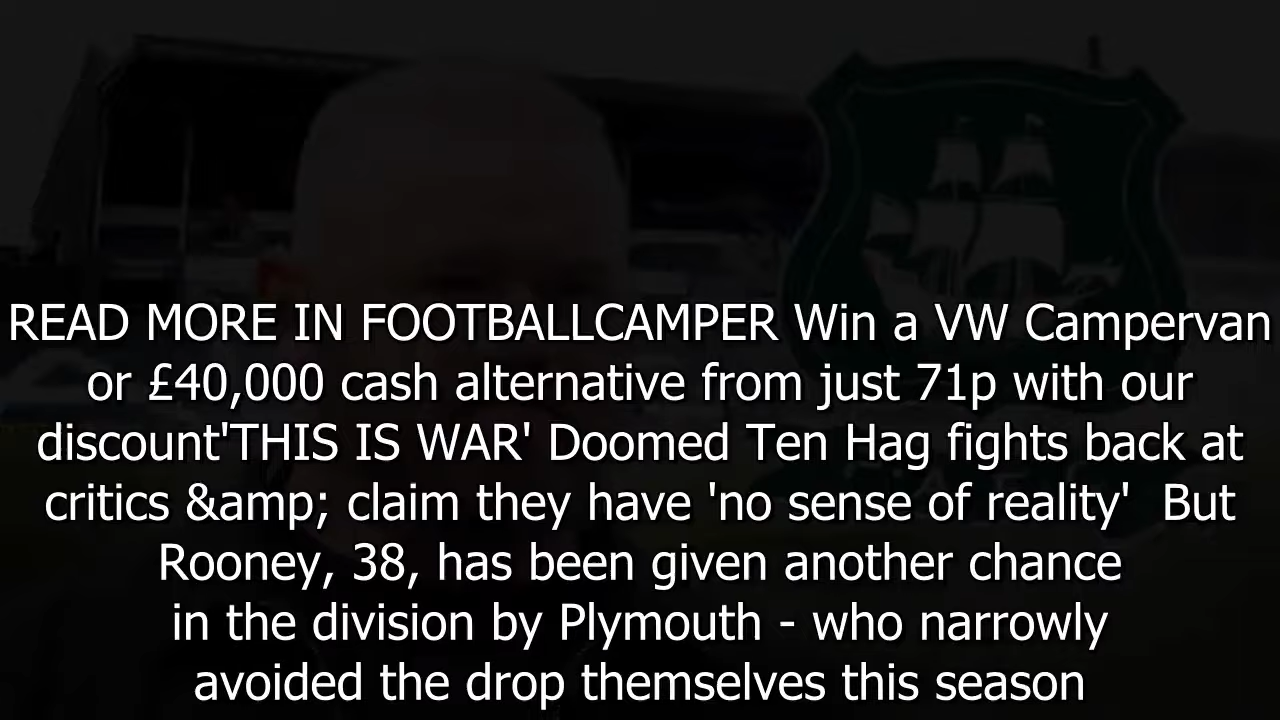 READ MORE IN FOOTBALLCAMPER Win a VW Campervan
or £40,000 cash alternative from just 71p with our
discount'THIS IS WAR' Doomed Ten Hag fights back at
critics &amp; claim they have 'no sense of reality'  But
Rooney, 38, has been given another chance
in the division by Plymouth - who narrowly
avoided the drop themselves this season